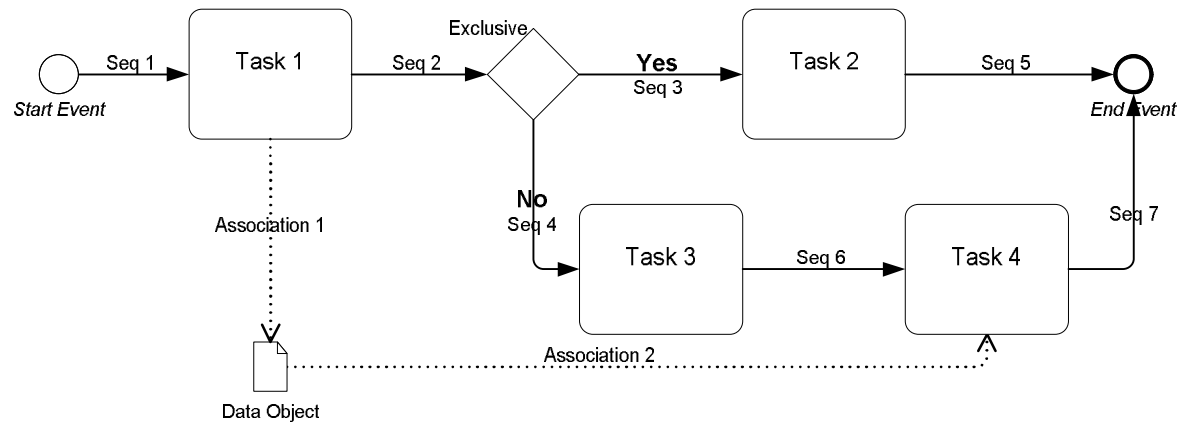 Exclusive
Seq 1
Task 1
Seq 2
Yes
Seq 3
Task 2
Seq 5
Start Event
End Event
No
Seq 4
Association 1
Task 3
Seq 6
Task 4
Seq 7
Association 2
Data Object